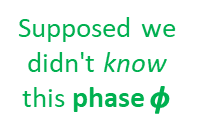 Supposed we
didn't know
this phase ϕ